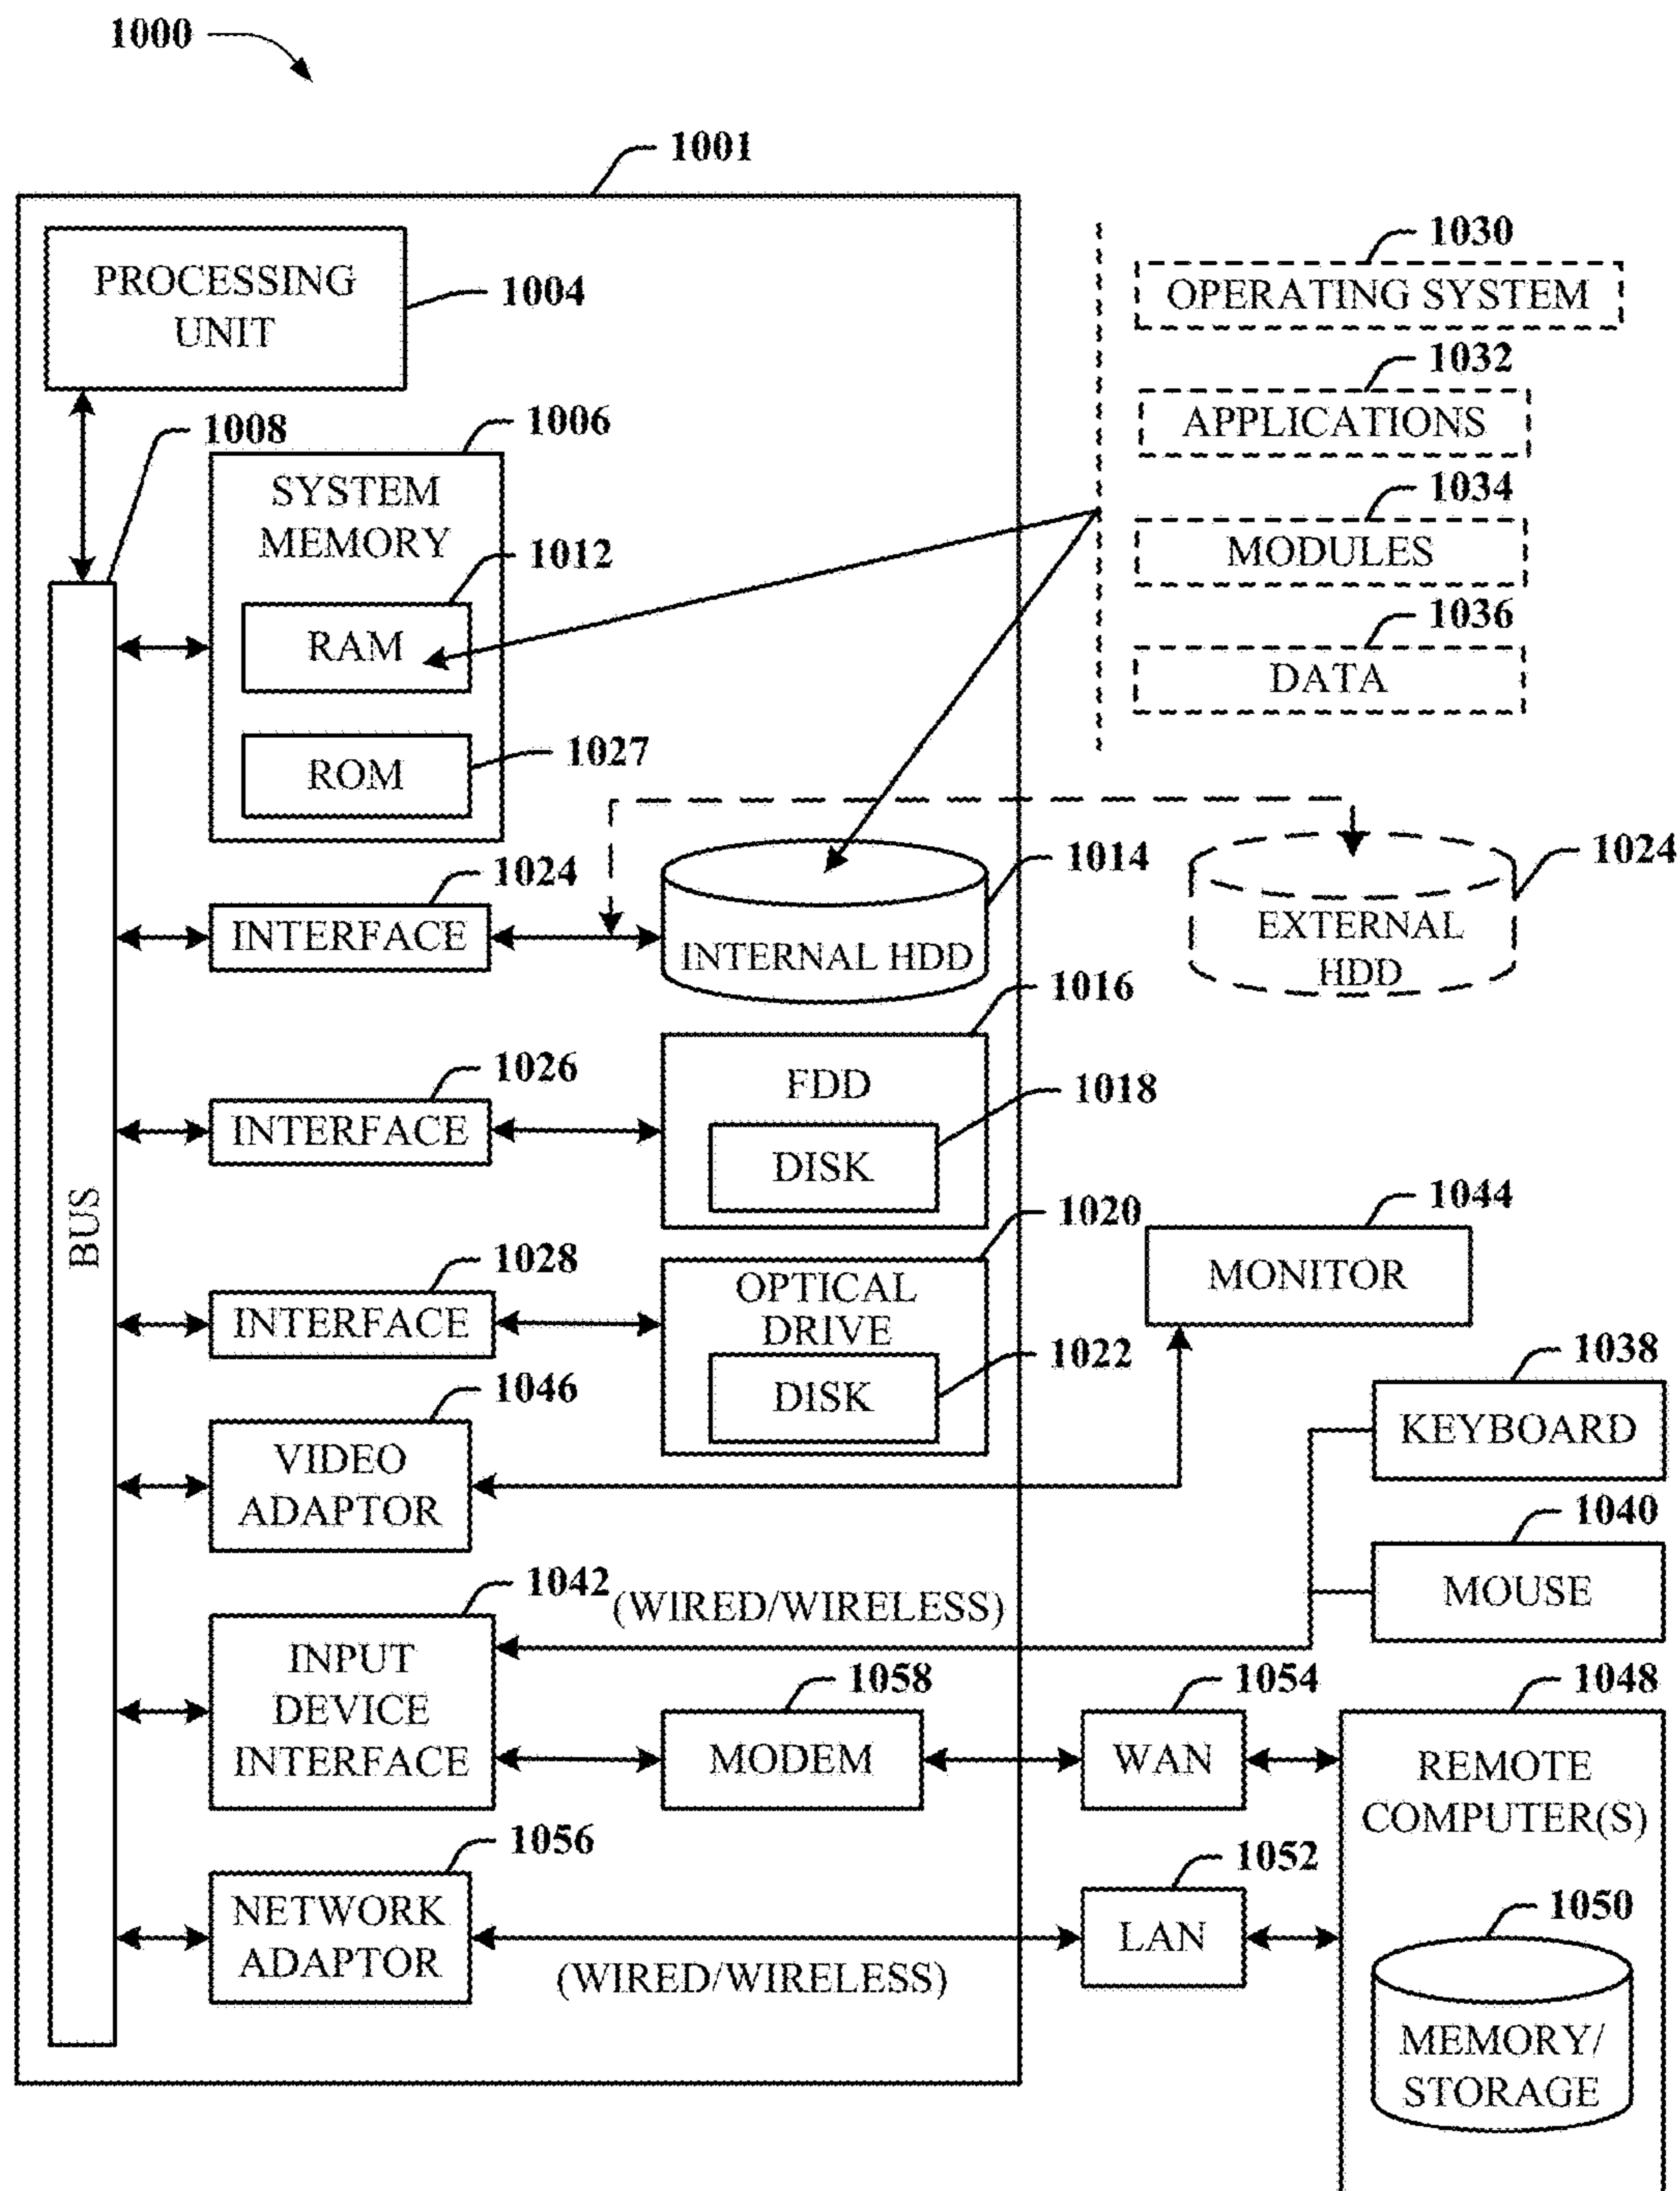 1000
1001
PROCESSING
UNIT
1004
1030
OPERATING SYSTEM
1032
APPLICATIONS
1034
MODULES
1036
DATA
1008
1006
SYSTEM
MEMORY
1012
RAM
1027
ROM
1024
INTERFACE
1014
INTERNAL HDD
1024
EXTERNAL
HDD
1016
1026
INTERFACE
FDD
1018
DISK
BUS
1020
1028
INTERFACE
OPTICAL
DRIVE
1022
DISK
1044
MONITOR
1046
VIDEO
ADAPTOR
1038
KEYBOARD
1040
MOUSE
1042
(WIRED/WIRELESS)
INPUT
DEVICE
INTERFACE
1058
MODEM
1054
WAN
1048
REMOTE
COMPUTER(S)
1056
NETWORK
ADAPTOR
(WIRED/WIRELESS)
1052
LAN
1050
MEMORY/
STORAGE